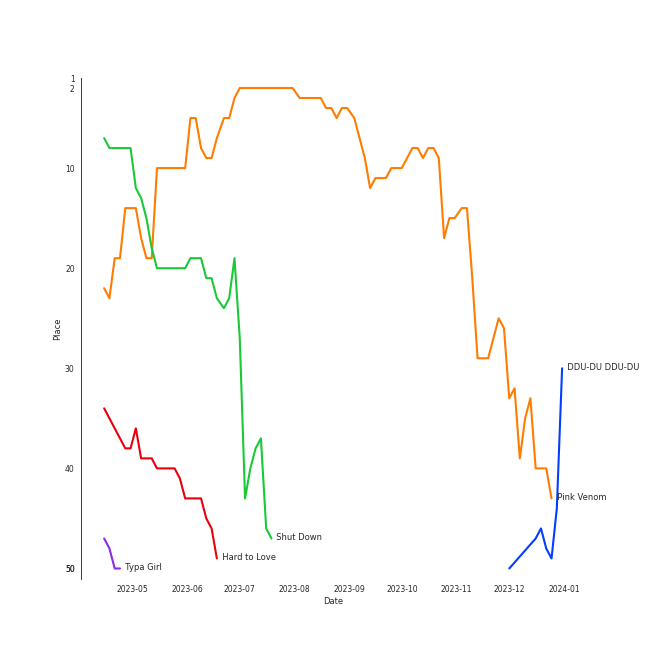 1
2
10
20
30
40
50
Place
DDU-DU DDU-DU
Pink Venom
Shut Down
Hard to Love
Typa Girl
2023-05 2023-06 2023-07 2023-08 2023-09 2023-10 2023-11 2023-12 2024-01
Date